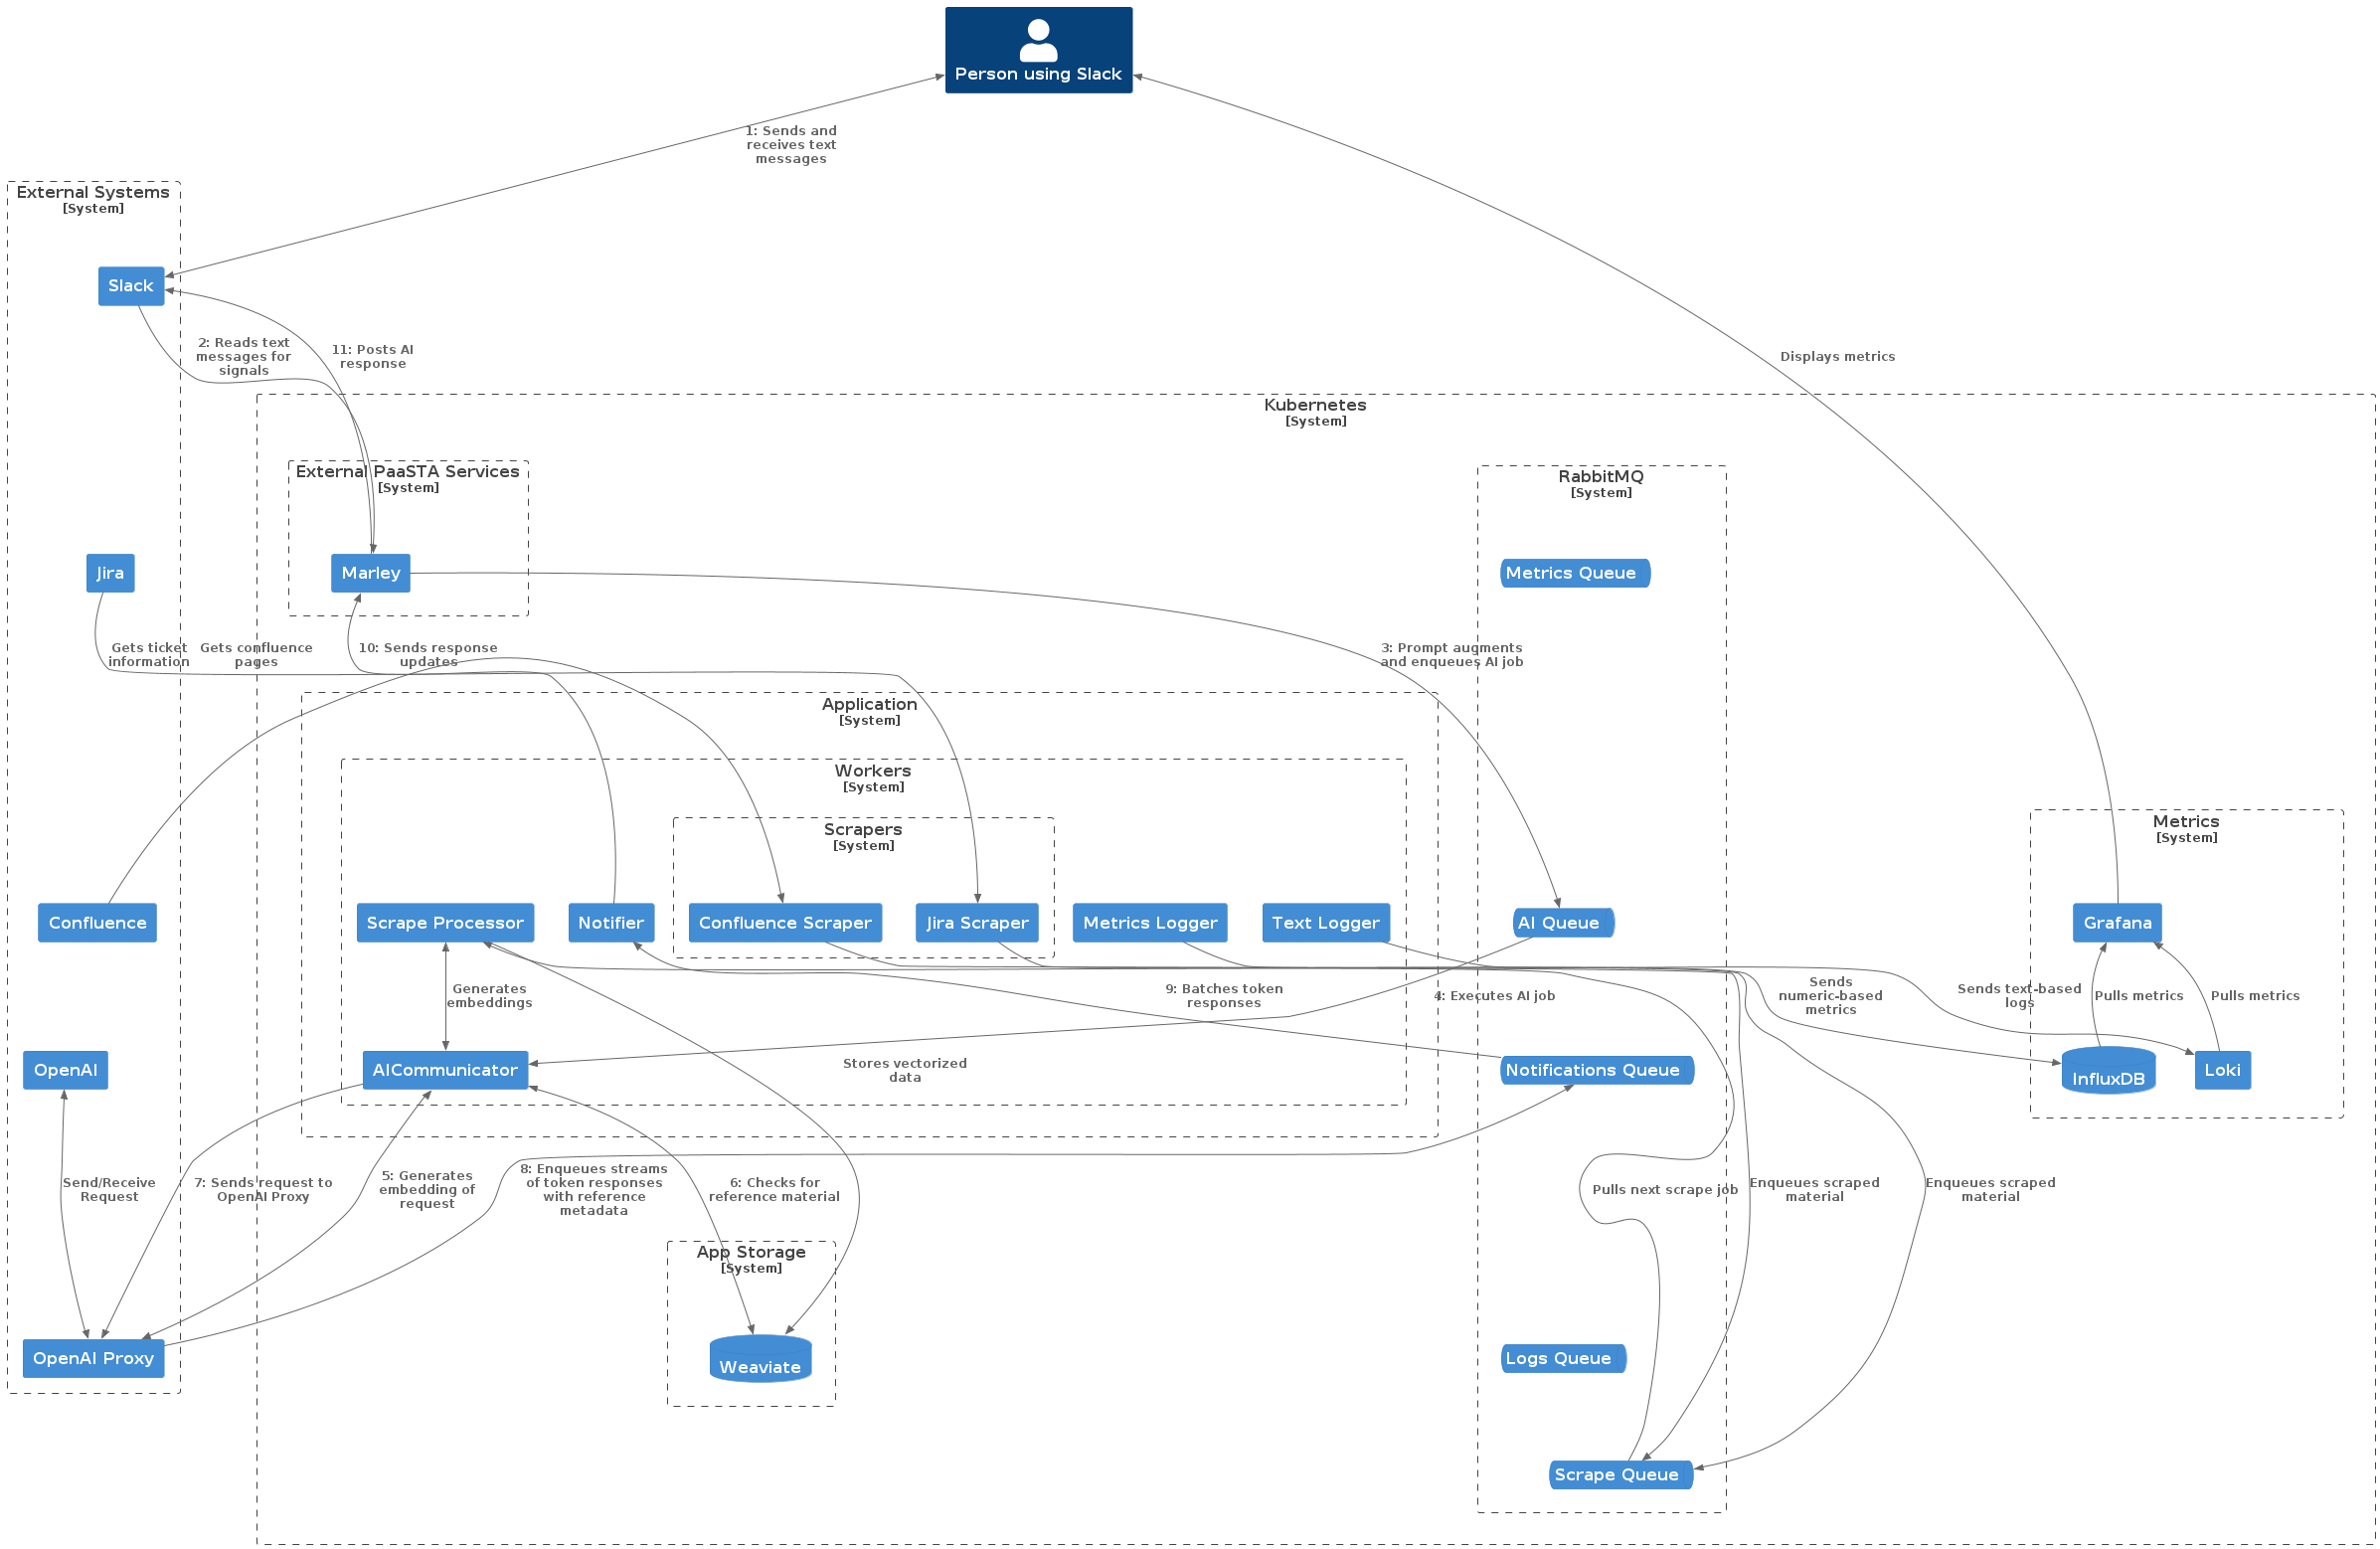 Person using Slack
1: Sends and
receives text
messages
External Systems
[System]
Slack
2: Reads text
messages for
signals
11: Posts AI
response
Displays metrics
Kubernetes
[System]
External PaaSTA Services
[System]
RabbitMQ
[System]
Jira
Marley
Metrics Queue
Gets ticket
information
Gets confluence
pages
10: Sends response
updates
3: Prompt augments
and enqueues AI job
Application
[System]
Workers
[System]
Scrapers
[System]
Metrics
[System]
Confluence
Scrape Processor
Notifier
Confluence Scraper
Jira Scraper
Metrics Logger
Text Logger
AI Queue
Grafana
Generates
embeddings
9: Batches token
responses
4: Executes AI job
Sends
numeric-based
metrics
Sends text-based
logs
Pulls metrics
Pulls metrics
OpenAI
AICommunicator
Stores vectorized
data
Notifications Queue
InfluxDB
Loki
Send/Receive
Request
7: Sends request to
OpenAI Proxy
5: Generates
embedding of
request
8: Enqueues streams
of token responses
with reference
metadata
6: Checks for
reference material
Pulls next scrape job
Enqueues scraped
material
Enqueues scraped
material
App Storage
[System]
OpenAI Proxy
Weaviate
Logs Queue
Scrape Queue